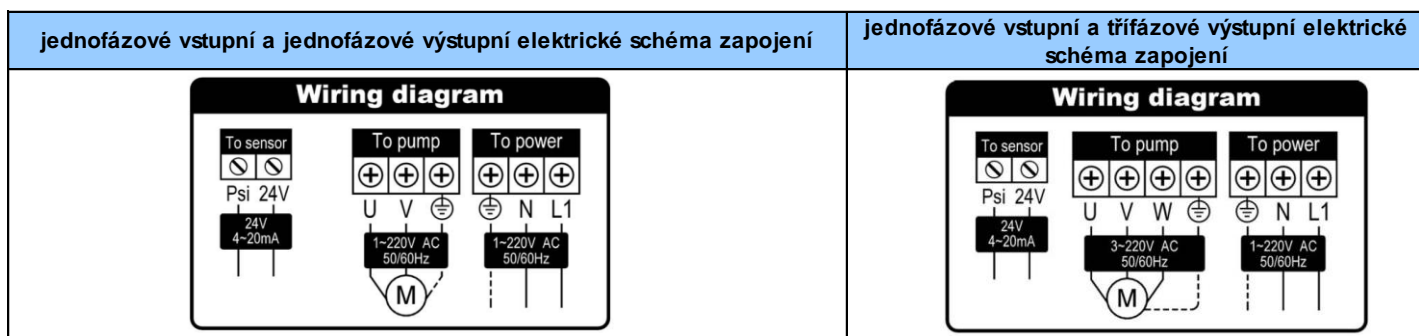 jednofázové vstupní a jednofázové výstupní elektrické schéma zapojení
jednofázové vstupní a třífázové výstupní elektrické
schéma zapojení
Wiring diagram
To sensor To pump To power
Psi 24V U V N L1
24V
4~20mA
1~220V AC
50/60Hz
1~220V AC
50/60Hz
M
Wiring diagram
To sensor To pump To power
Psi 24V U V W N L1
24V
4~20mA
3~220V AC
50/60Hz
1~220V AC
50/60Hz
M